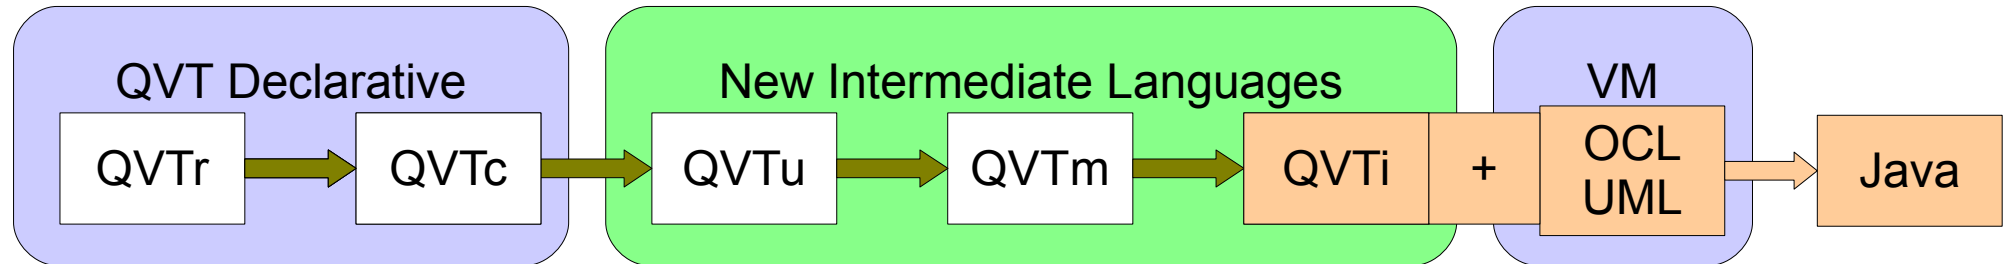 QVT Declarative
New Intermediate Languages
VM
QVTr
QVTc
QVTu
QVTm
QVTi
+
OCL
UML
Java